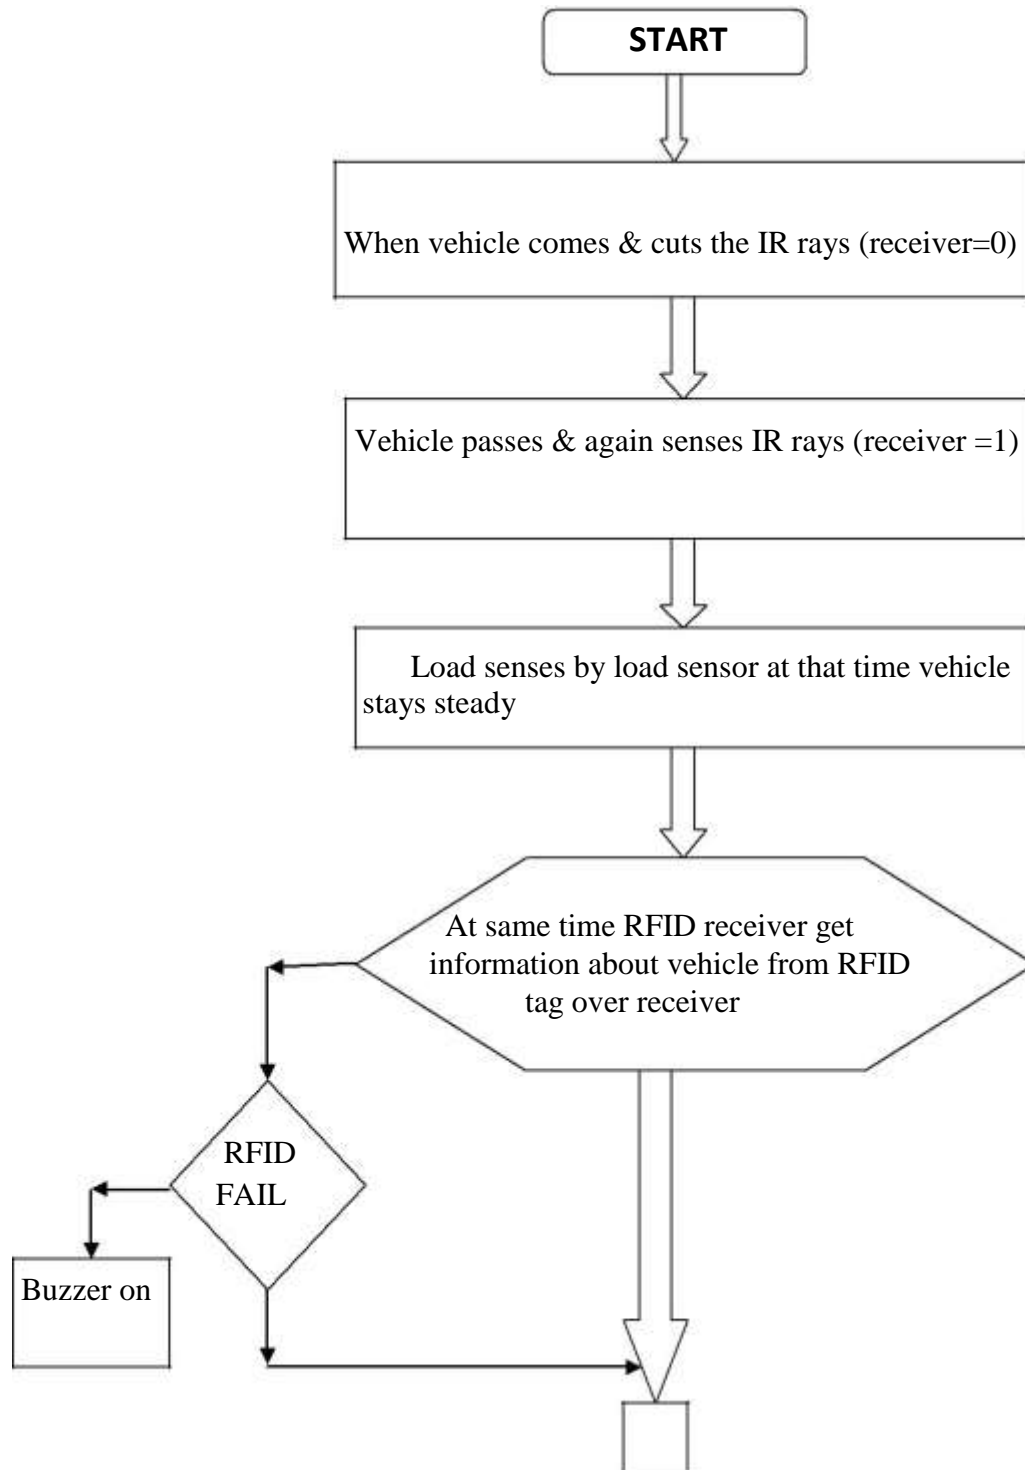 START
When vehicle comes & cuts the IR rays (receiver=0)
Vehicle passes & again senses IR rays (receiver =1)
Load senses by load sensor at that time vehicle
stays steady
At same time RFID receiver get
information about vehicle from RFID
tag over receiver
RFID
FAIL
Buzzer on